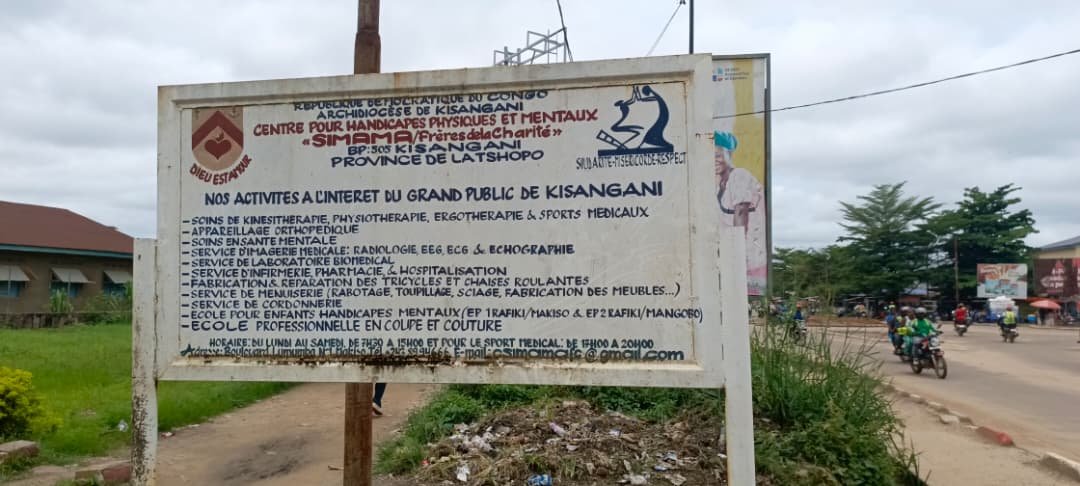 REPUBLIQUE DEMOCRATIQUE DU CONGO
ARCHIDIOCESE DE KISANGANI
CENTRE POUR HANDICAPES PHYSIQUES ET MENTAUX
"SIMAMA/Frères de la Charité"
BP: 505 KISANGANI
PROVINCE DE LATSHOPO
DIEU EST AMOUR
SOLIDARITE-MISERICORDE-RESPECT
NOS ACTIVITES A L'INTERET DU GRAND PUBLIC DE KISANGANI
- SOINS DE KINESITHERAPIE, PHYSIOTHERAPIE, ERGOTHERAPIE & SPORTS MEDICAUX
- APPAREILLAGE ORTHOPEDIQUE
- SOINS EN SANTE MENTALE
- SERVICE D'IMAGERIE MEDICALE: RADIOLOGIE, EEG, ECG & ECHOGRAPHIE
- SERVICE DE LABORATOIRE BIOMEDICAL
- SERVICE D'INFIRMERIE, PHARMACIE, & HOSPITALISATION
- FABRICATION & REPARATION DES TRICYCLES ET CHAISES ROULANTES
- SERVICE DE MENUISERIE (RABOTAGE, TOUPILLAGE, SCIAGE, FABRICATION DES MEUBLES...)
- SERVICE DE CORDONNERIE
- ECOLE POUR ENFANTS HANDICAPES MENTAUX (EP 1 RAFIKI/MAKISO & EP 2 RAFIKI/MANGOBO)
- ECOLE PROFESSIONNELLE EN COUPE ET COUTURE
HORAIRE: DU LUNDI AU SAMEDI, DE 7H30 A 15H00 ET POUR LE SPORT MEDICAL: DE 17H00 A 20H00
Adresse: Boulevard Lumumba N°1 Makiso E-mail: csimamafc@gmail.com